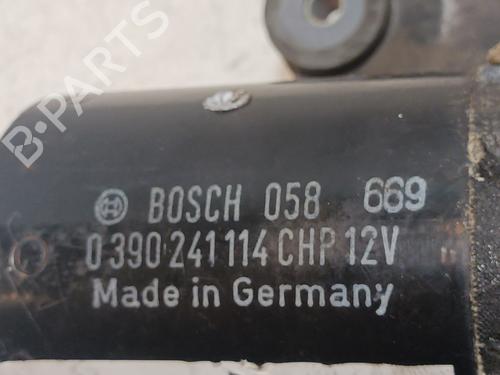 B-PARTS
BOSCH 058 669
0 390 241 114 CHP 12V
Made in Germany